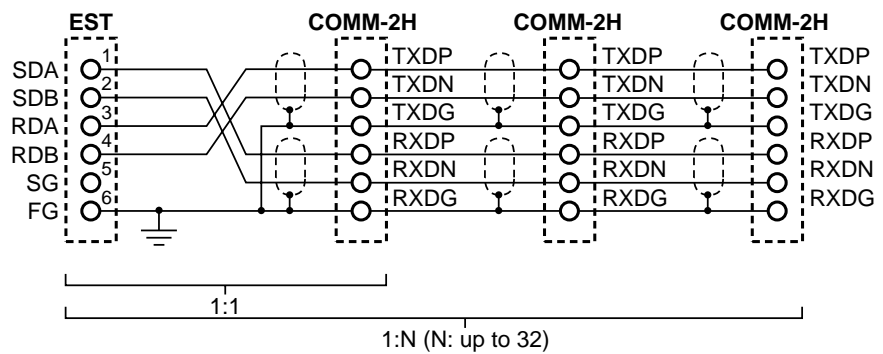 EST COMM-2H COMM-2H COMM-2H
SDA 1 TXDP TXDP TXDP
SDB 2 TXDN TXDN TXDN
RDA 3 TXDG TXDG TXDG
RDB 4 RXDP RXDP RXDP
SG 5 RXDN RXDN RXDN
FG 6 RXDG RXDG RXDG
1:1
1:N (N: up to 32)